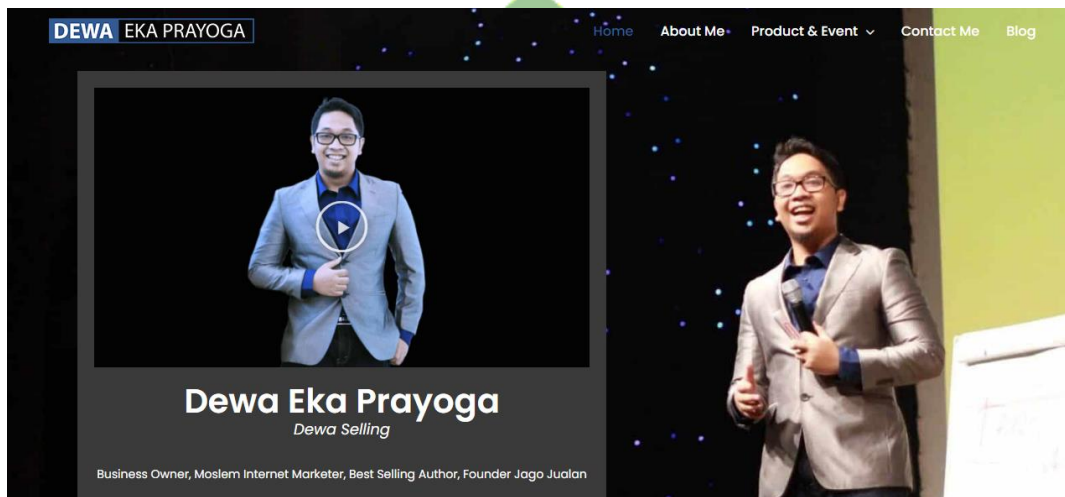 DEWA EKA PRAYOGA
Home About Me Product & Event Contact Me Blog
Dewa Eka Prayoga
Dewa Selling
Business Owner, Moslem Internet Marketer, Best Selling Author, Founder Jago Jualan